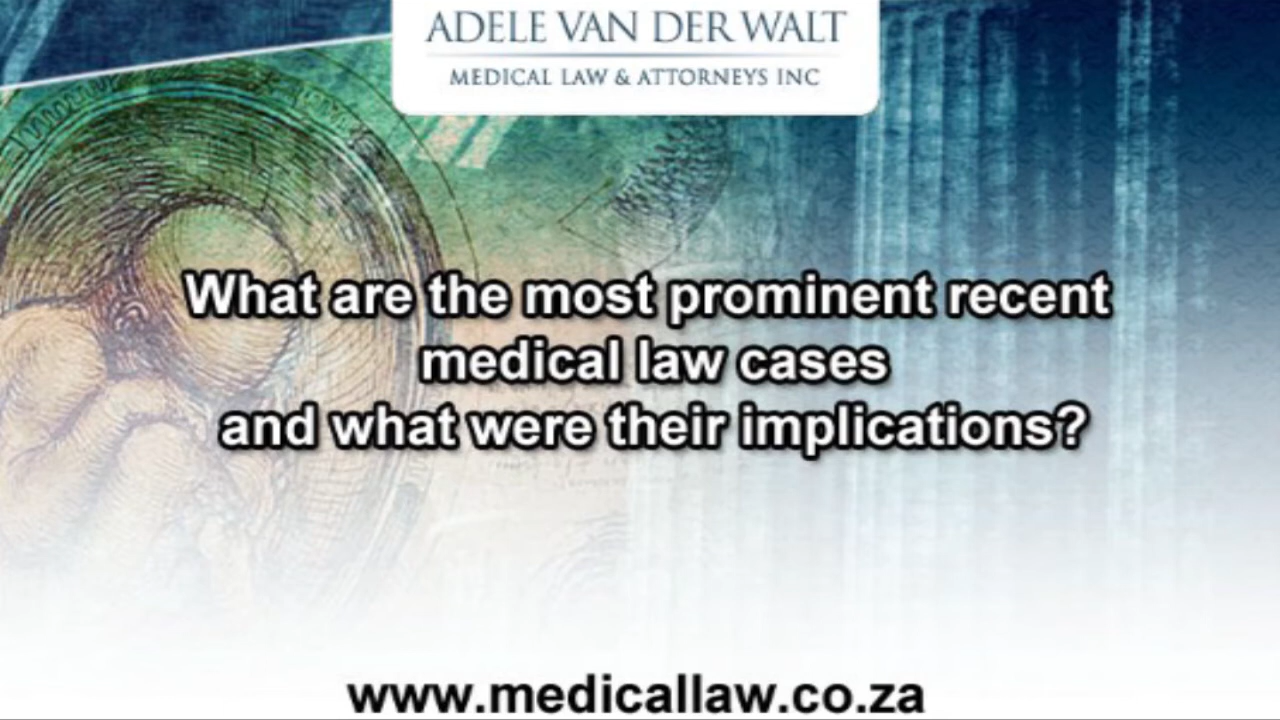 ADELE VAN DER WALT
MEDICAL LAW & ATTORNEYS INC
What are the most prominent recent
medical law cases
and what were their implications?
www.medicallaw.co.za